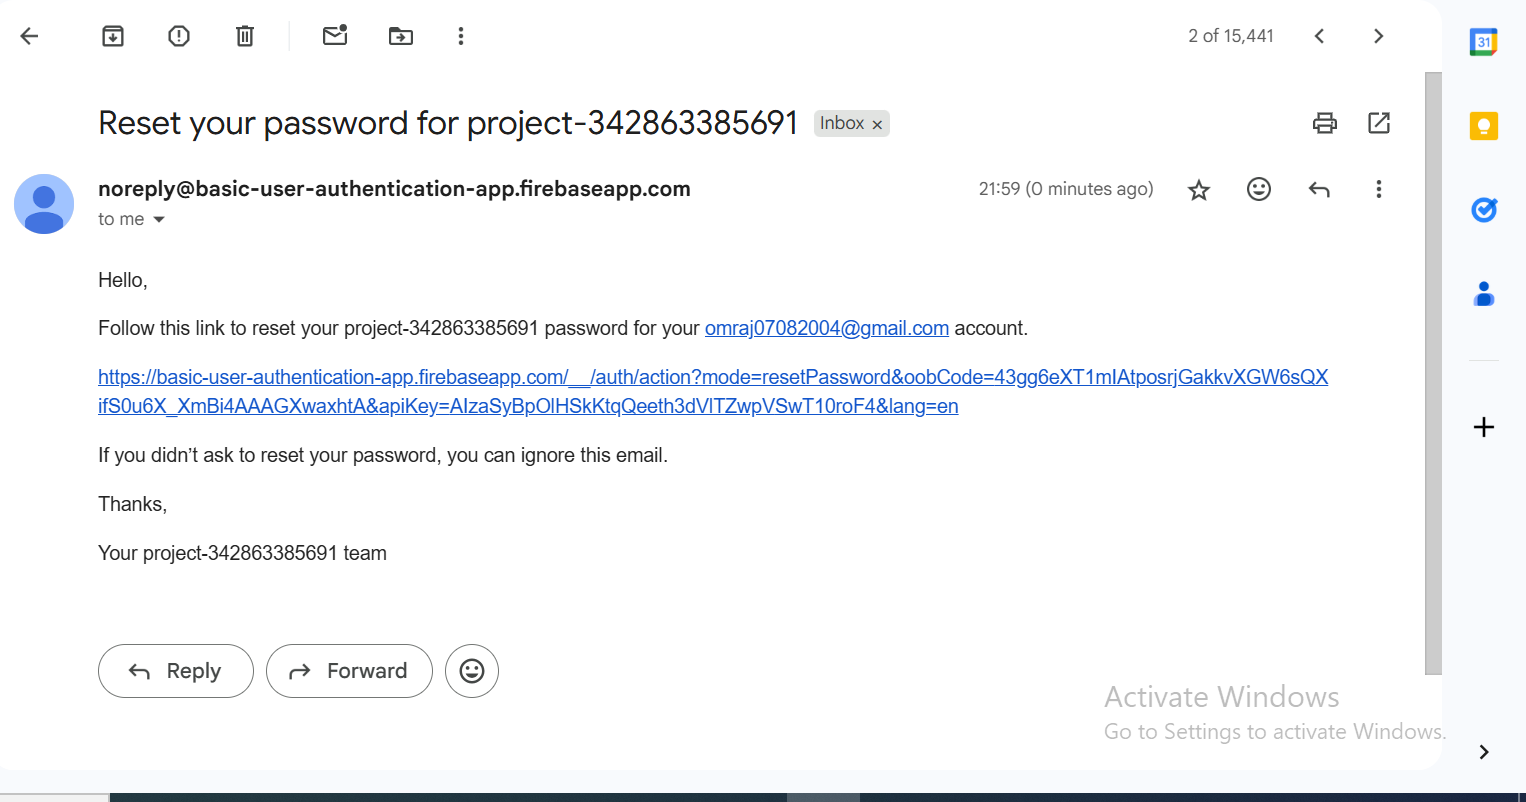 2 of 15,441
31
Reset your password for project-342863385691 Inbox ×
noreply@basic-user-authentication-app.firebaseapp.com 21:59 (0 minutes ago)
to me
Hello,
Follow this link to reset your project-342863385691 password for your omraj07082004@gmail.com account.
https://basic-user-authentication-app.firebaseapp.com/__/auth/action?mode=resetPassword&oobCode=43gg6eXT1mIAtposrjGakkvXGW6sQX
ifS0u6X_XmBi4AAAGXwaxhtA&apiKey=AIzaSyBpOlHSkKtqQeeth3dVlTZwpVSwT10roF4&lang=en
If you didn’t ask to reset your password, you can ignore this email.
Thanks,
Your project-342863385691 team
Reply Forward
Activate Windows
Go to Settings to activate Windows.